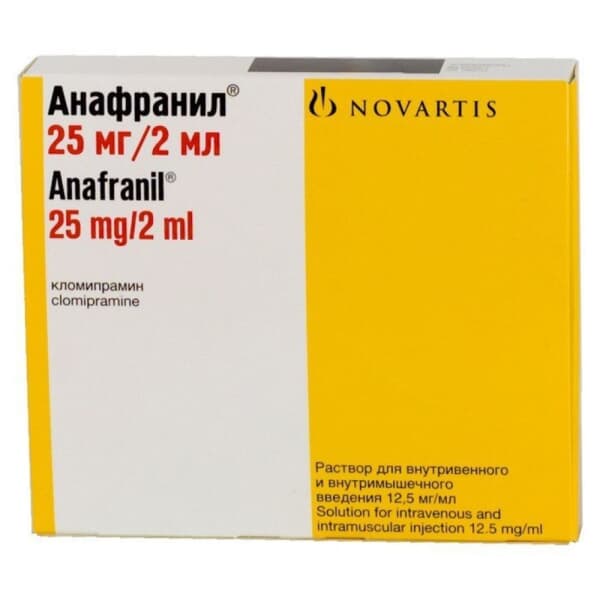 Анафранил®
25 мг/2 мл
Anafranil®
25 mg/2 ml
кломипрамин
clomipramine
NOVARTIS
Раствор для внутривенного
и внутримышечного
введения 12,5 мг/мл
Solution for intravenous and
intramuscular injection 12.5 mg/ml